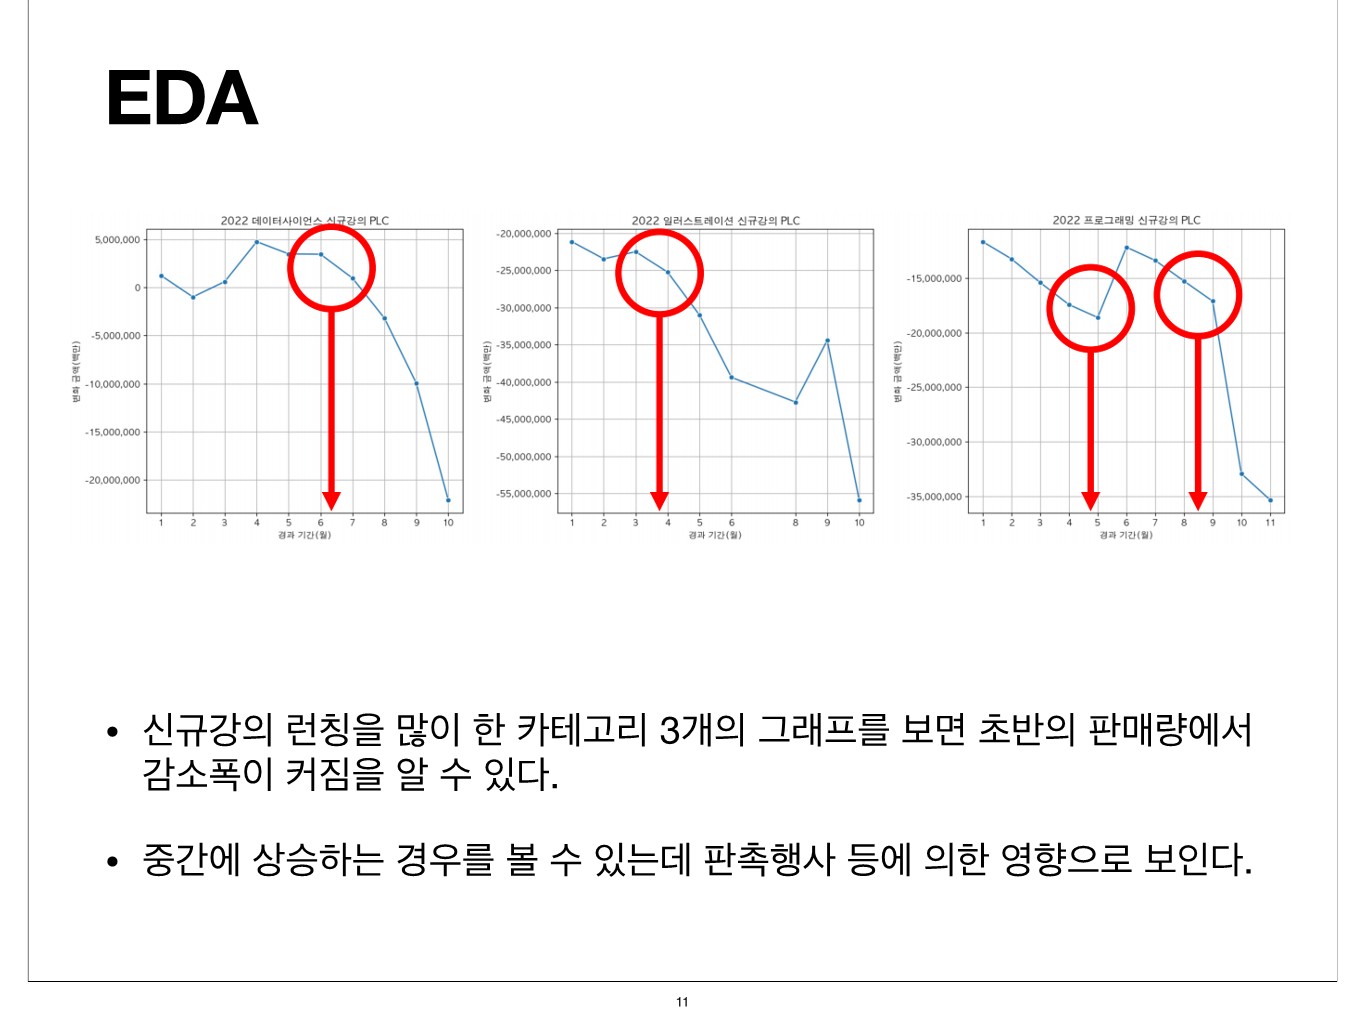 EDA
2022 데이터사이언스 신규강의 PLC
5,000,000
0
-5,000,000
-10,000,000
-15,000,000
-20,000,000
변화 금액(백만)
1 2 3 4 5 6 7 8 9 10
경과 기간(월)
2022 일러스트레이션 신규강의 PLC
-20,000,000
-25,000,000
-30,000,000
-35,000,000
-40,000,000
-45,000,000
-50,000,000
-55,000,000
변화 금액(백만)
1 2 3 4 5 6 8 9 10
경과 기간(월)
2022 프로그래밍 신규강의 PLC
-15,000,000
-20,000,000
-25,000,000
-30,000,000
-35,000,000
변화 금액(백만)
1 2 3 4 5 6 7 8 9 10 11
경과 기간(월)
• 신규강의 런칭을 많이 한 카테고리 3개의 그래프를 보면 초반의 판매량에서
감소폭이 커짐을 알 수 있다.
• 중간에 상승하는 경우를 볼 수 있는데 판촉행사 등에 의한 영향으로 보인다.
11